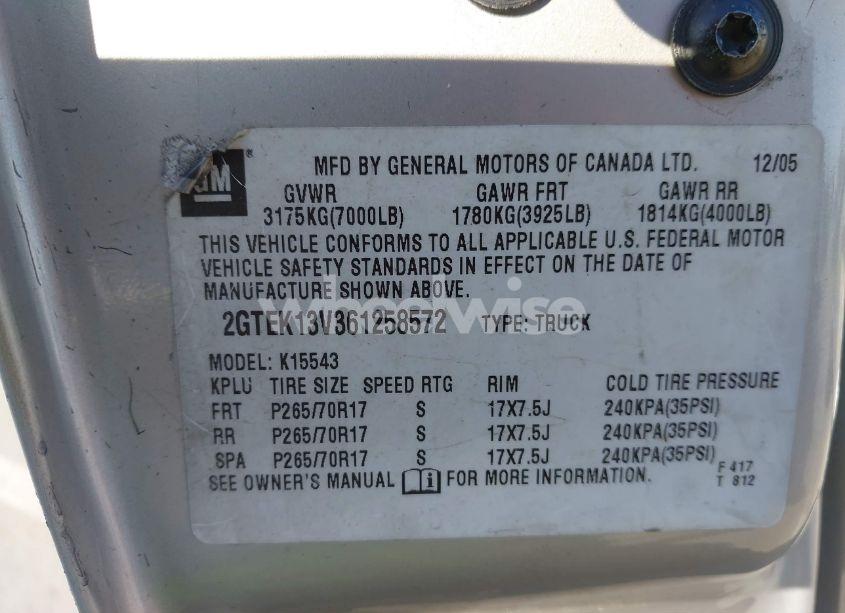 GM
MFD BY GENERAL MOTORS OF CANADA LTD. 12/05
GVWR GAWR FRT GAWR RR
3175KG(7000LB) 1780KG(3925LB) 1814KG(4000LB)
THIS VEHICLE CONFORMS TO ALL APPLICABLE U.S. FEDERAL MOTOR
VEHICLE SAFETY STANDARDS IN EFFECT ON THE DATE OF
MANUFACTURE SHOWN ABOVE.
wheelwise
2GTEK13V361258572 TYPE: TRUCK
MODEL: K15543
KPLU TIRE SIZE SPEED RTG RIM COLD TIRE PRESSURE
FRT P265/70R17 S 17X7.5J 240KPA(35PSI)
RR P265/70R17 S 17X7.5J 240KPA(35PSI)
SPA P265/70R17 S 17X7.5J 240KPA(35PSI)
SEE OWNER'S MANUAL FOR MORE INFORMATION.
F 417
T 812